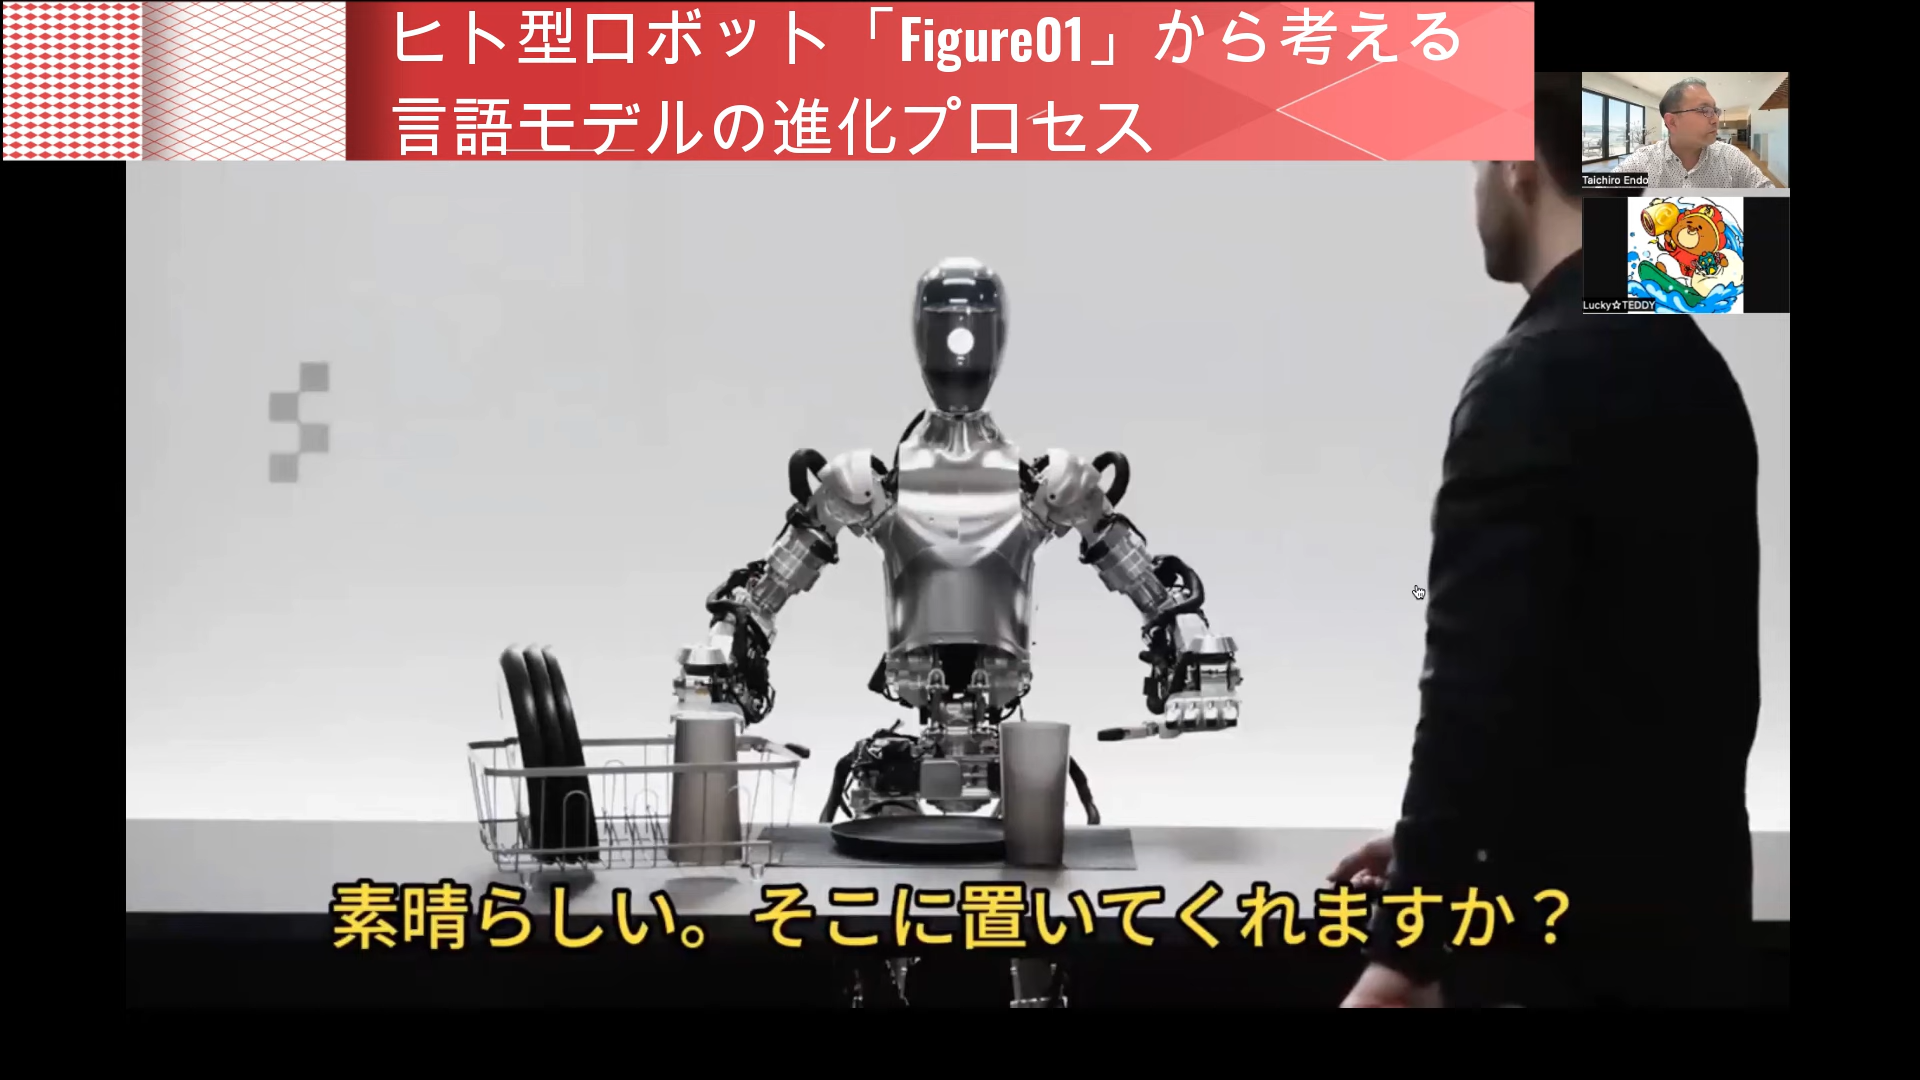 ヒト型ロボット「Figure01」から考える
言語モデルの進化プロセス
Taichiro Endo
Lucky☆TEDDY
素晴らしい。そこに置いてくれますか？